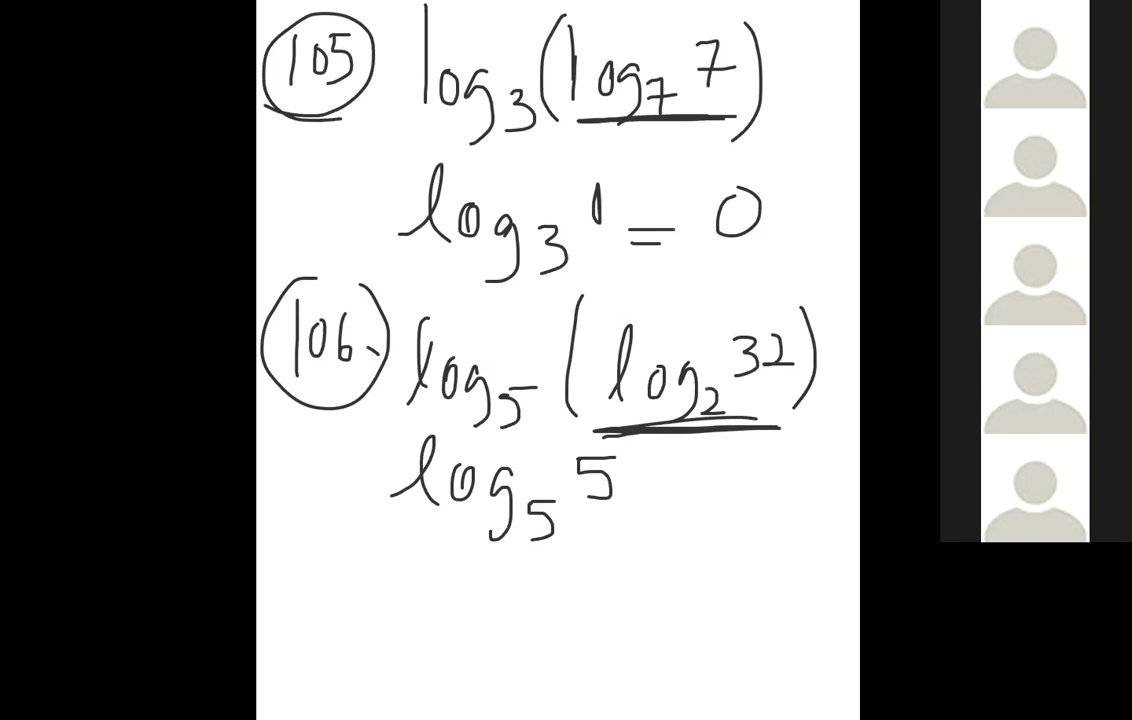 105 log₃(log₇ 7)
log₃ 1 = 0
106. log₅ (log₂ 32)
log₅ 5